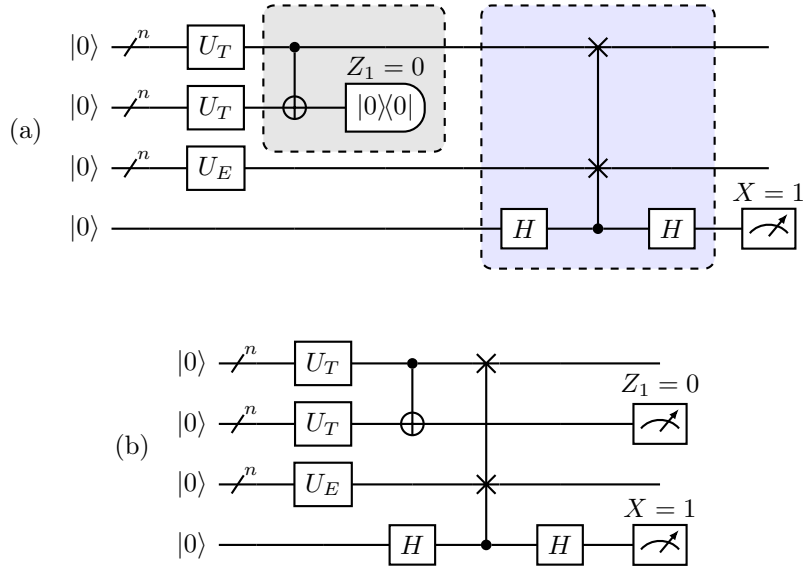 |0⟩ n U_T
Z_1 = 0
|0⟩ n U_T |0⟩⟨0|
(a)
|0⟩ n U_E
X = 1
|0⟩ H H
|0⟩ n U_T
Z_1 = 0
|0⟩ n U_T
(b)
|0⟩ n U_E
X = 1
|0⟩ H H